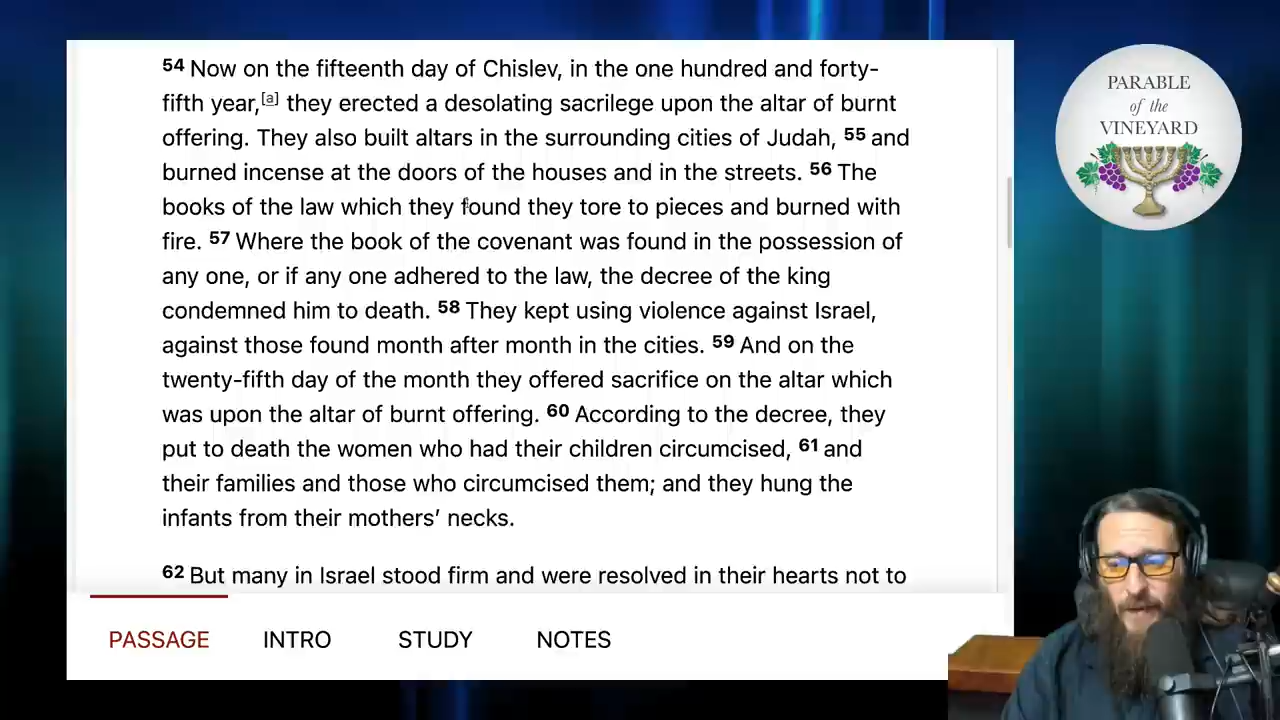 54 Now on the fifteenth day of Chislev, in the one hundred and forty-
fifth year,[a] they erected a desolating sacrilege upon the altar of burnt
offering. They also built altars in the surrounding cities of Judah, 55 and
burned incense at the doors of the houses and in the streets. 56 The
books of the law which they found they tore to pieces and burned with
fire. 57 Where the book of the covenant was found in the possession of
any one, or if any one adhered to the law, the decree of the king
condemned him to death. 58 They kept using violence against Israel,
against those found month after month in the cities. 59 And on the
twenty-fifth day of the month they offered sacrifice on the altar which
was upon the altar of burnt offering. 60 According to the decree, they
put to death the women who had their children circumcised, 61 and
their families and those who circumcised them; and they hung the
infants from their mothers’ necks.
62 But many in Israel stood firm and were resolved in their hearts not to
PASSAGE INTRO STUDY NOTES
PARABLE
of the
VINEYARD